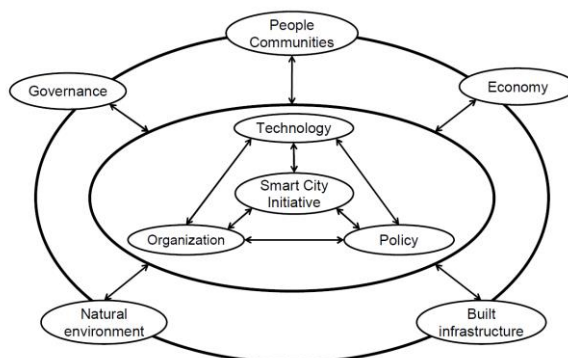 People
Communities
Governance
Economy
Technology
Smart City
Initiative
Organization
Policy
Natural
environment
Built
infrastructure